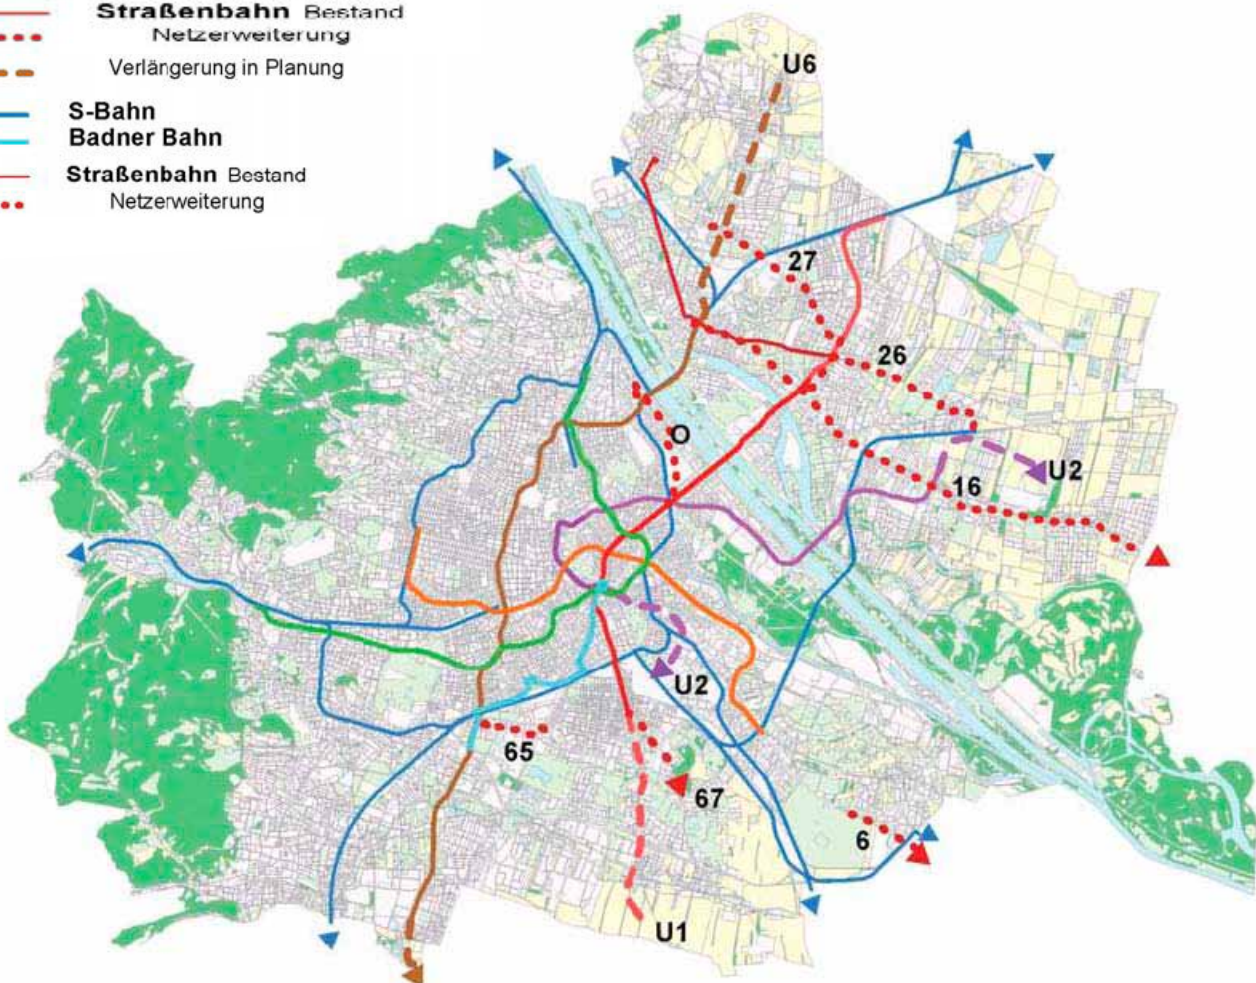 Straßenbahn Bestand
Netzerweiterung
Verlängerung in Planung
S-Bahn
Badner Bahn
Straßenbahn Bestand
Netzerweiterung
U6
27
26
O
U2
16
U2
65
67
6
U1